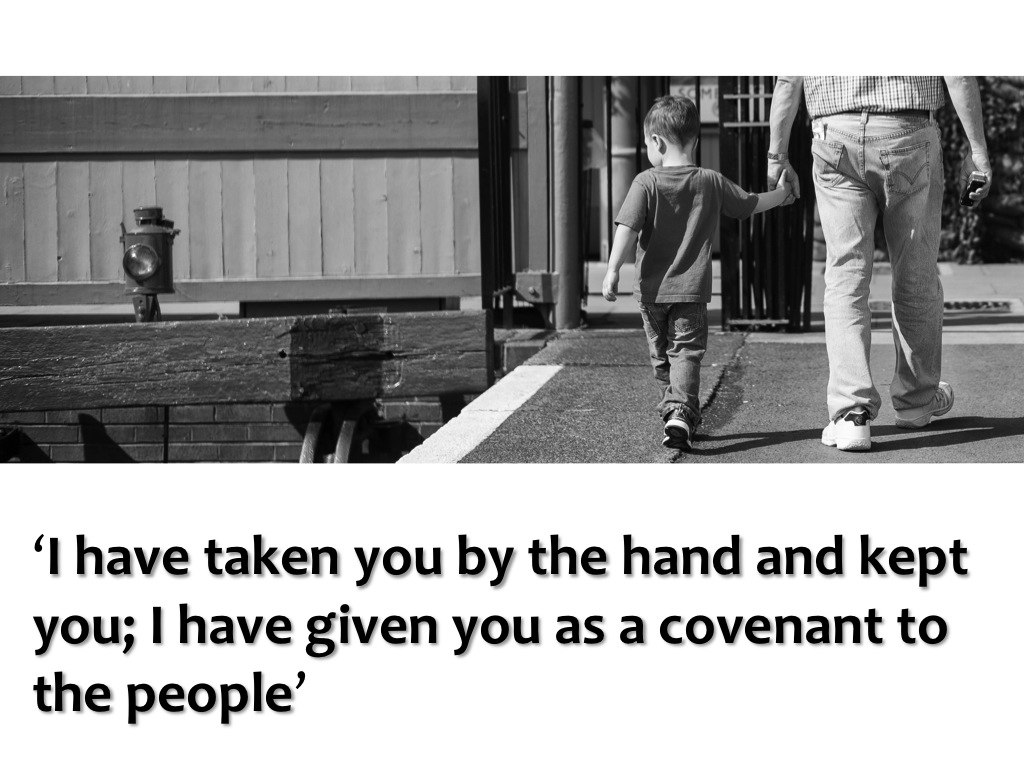 ‘I have taken you by the hand and kept
you; I have given you as a covenant to
the people’